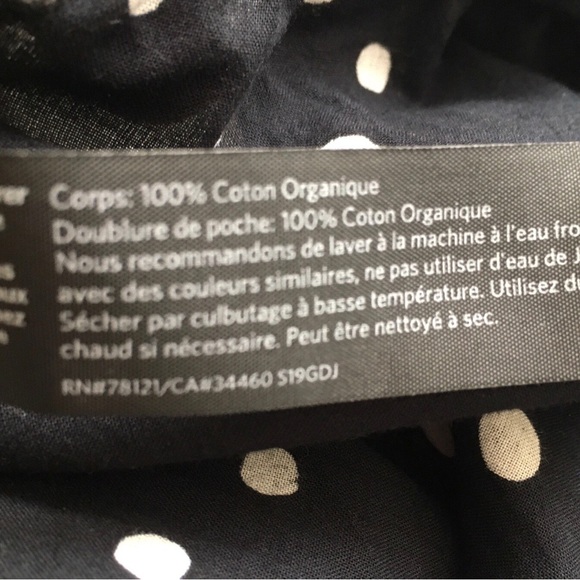 Corps: 100% Coton Organique
Doublure de poche: 100% Coton Organique
Nous recommandons de laver à la machine à l'eau fro
avec des couleurs similaires, ne pas utiliser d'eau de J
Sécher par culbutage à basse température. Utilisez du
chaud si nécessaire. Peut être nettoyé à sec.
RN#78121/CA#34460 S19GDJ